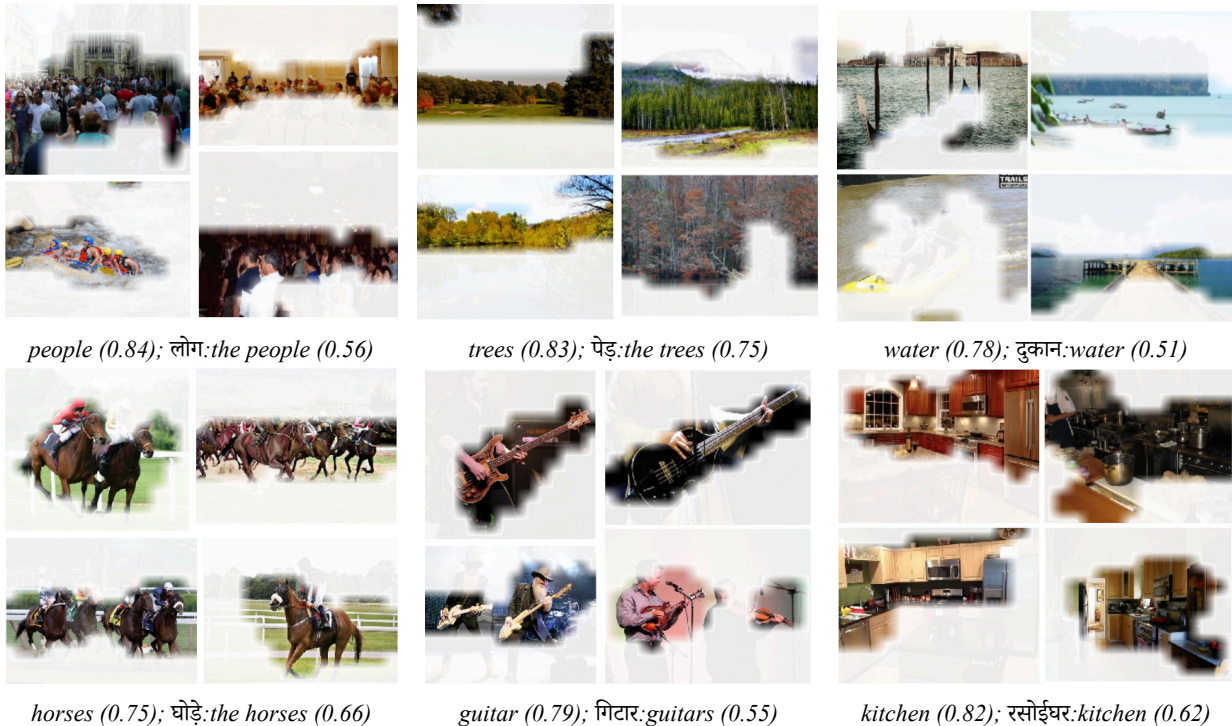 TRAILS
people (0.84); लोग:the people (0.56)
trees (0.83); पेड़:the trees (0.75)
water (0.78); दुकान:water (0.51)
horses (0.75); घोड़े:the horses (0.66)
guitar (0.79); गिटार:guitars (0.55)
kitchen (0.82); रसोईघर:kitchen (0.62)